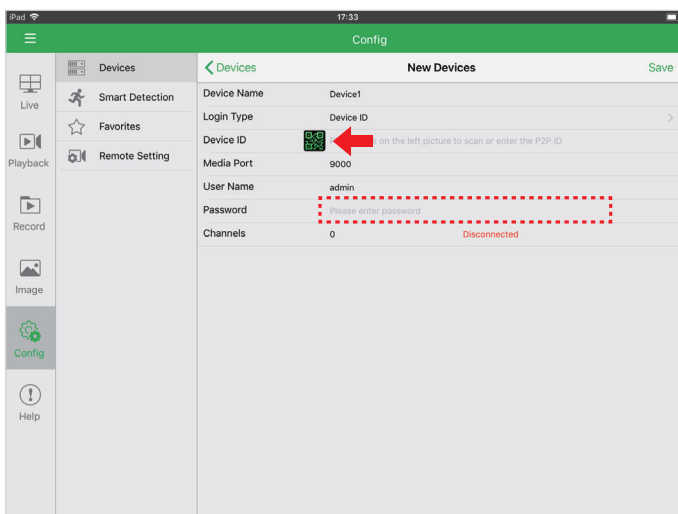 iPad 17:33
Config
Live
Playback
Record
Image
Config
Help
Devices
Smart Detection
Favorites
Remote Setting
Devices New Devices Save
Device Name Device1
Login Type Device ID
Device ID on the left picture to scan or enter the P2P ID
Media Port 9000
User Name admin
Password Please enter password
Channels 0 Disconnected